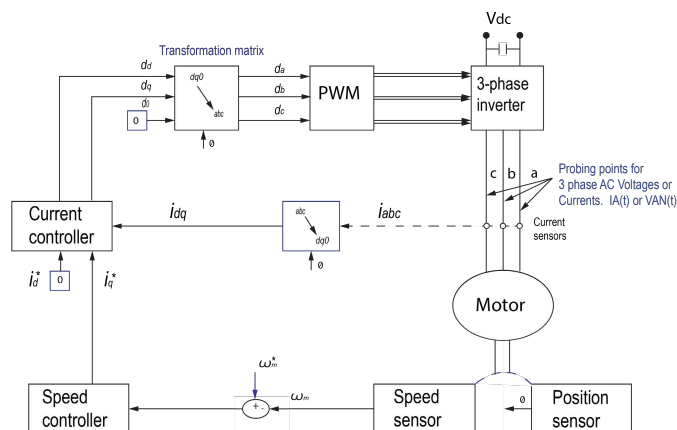 Vdc
Transformation matrix
dd
dq
d0
0
dq0
abc
ø
da
db
dc
PWM
3-phase
inverter
c b a
Probing points for
3 phase AC Voltages or
Currents. IA(t) or VAN(t)
Current
sensors
Current
controller
idq
abc
dq0
ø
iabc
id*
0
iq*
Motor
ωm*
ωm
+
-
Speed
controller
Speed
sensor
ø
Position
sensor